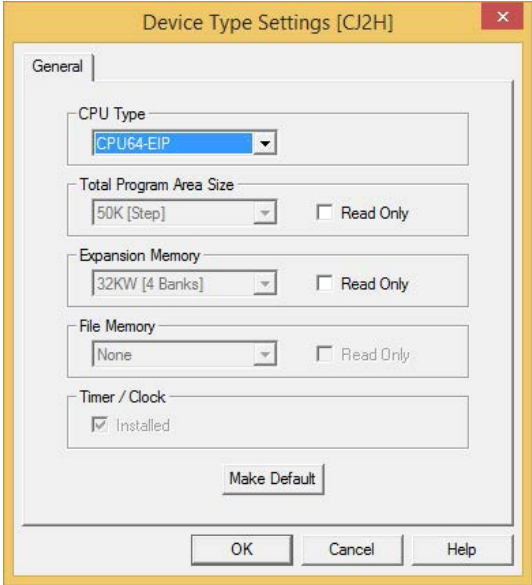 Device Type Settings [CJ2H]
General
CPU Type
CPU64-EIP
Total Program Area Size
50K [Step]
Read Only
Expansion Memory
32KW [4 Banks]
Read Only
File Memory
None
Read Only
Timer / Clock
Installed
Make Default
OK
Cancel
Help